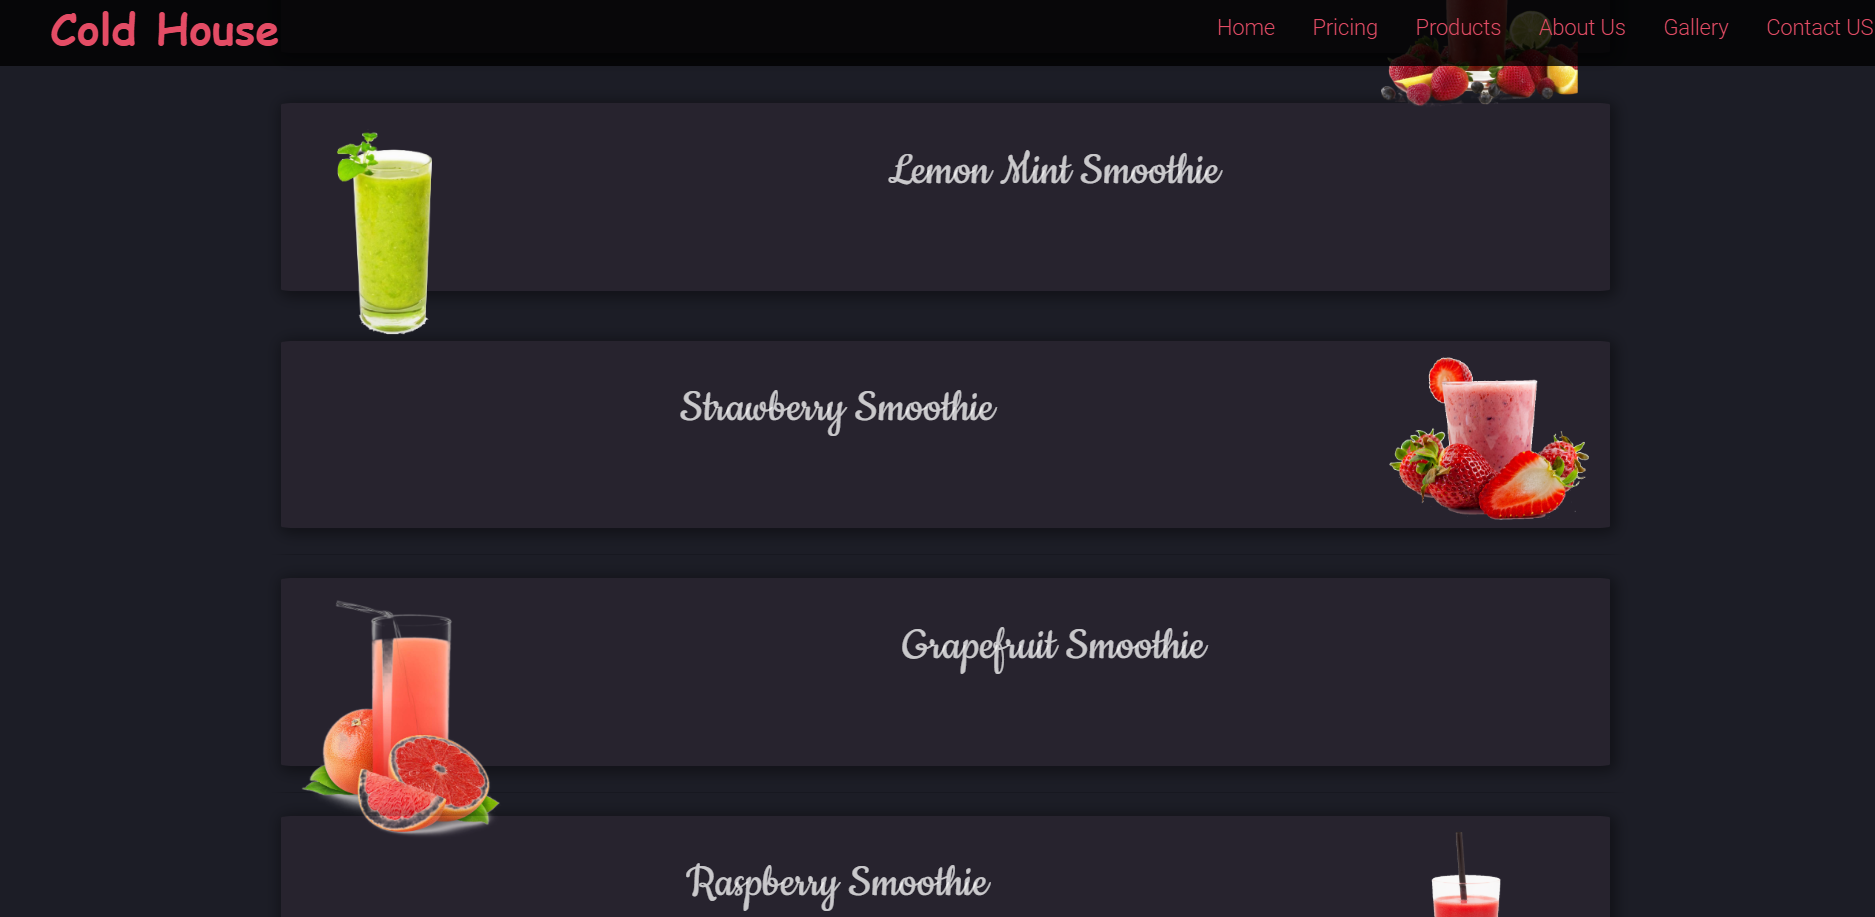 Cold House
Home Pricing Products About Us Gallery Contact US
Lemon Mint Smoothie
Strawberry Smoothie
Grapefruit Smoothie
Raspberry Smoothie